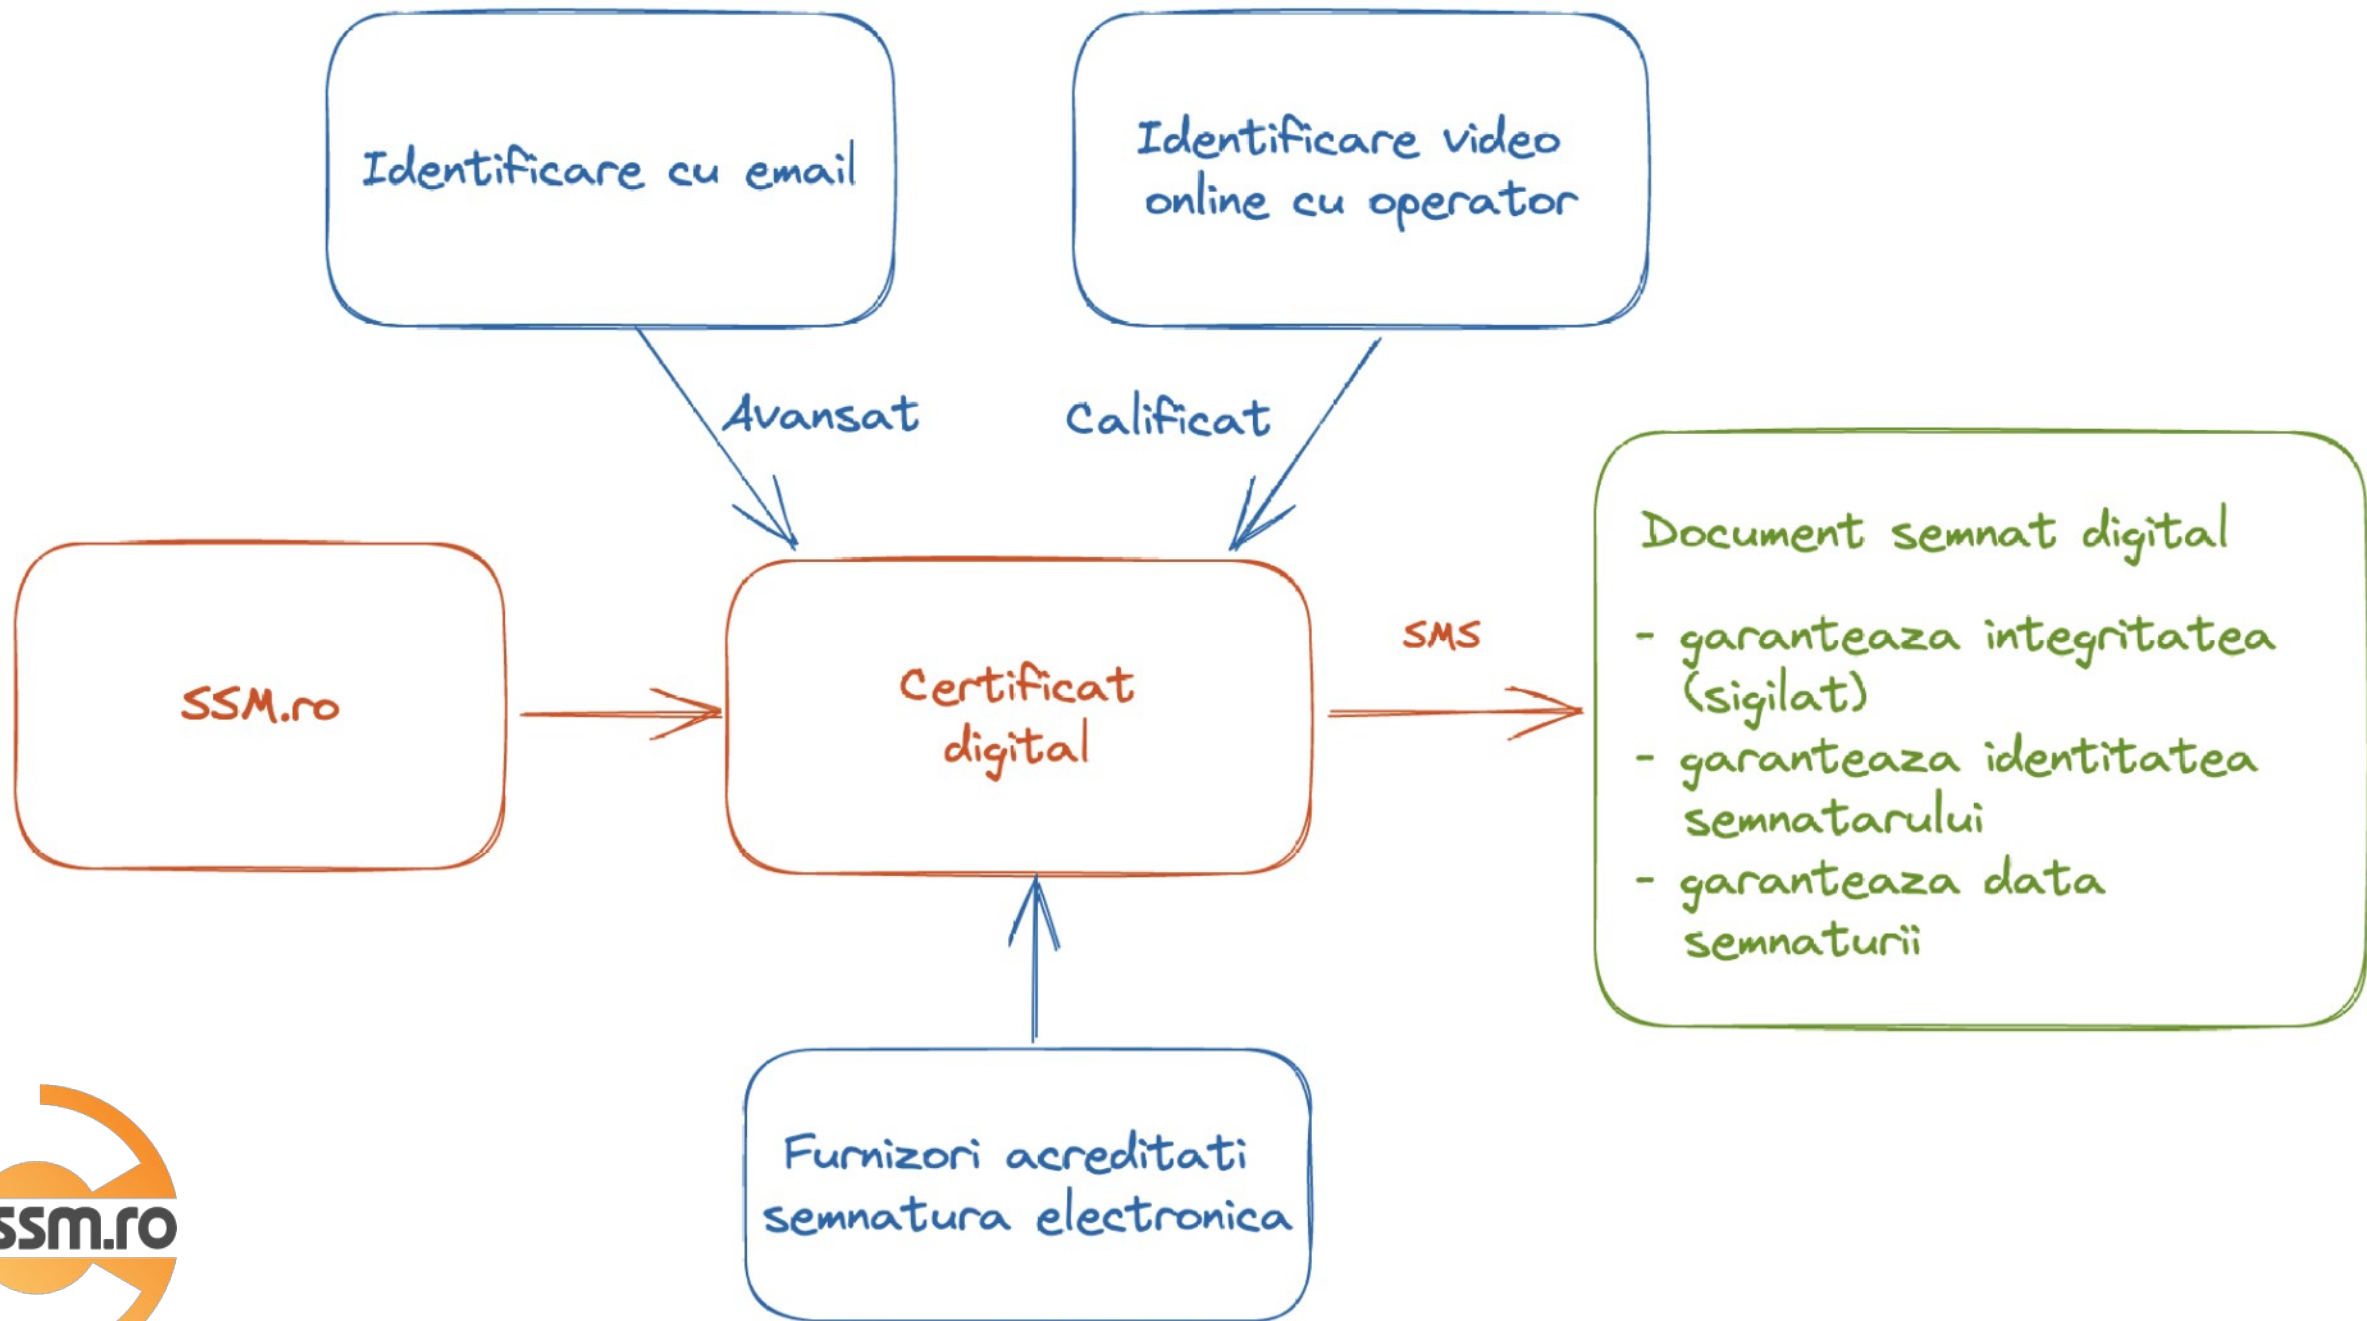 Identificare cu email
Identificare video
online cu operator
Avansat
Calificat
SSM.ro
Certificat
digital
SMS
Document semnat digital
- garanteaza integritatea
(sigilat)
- garanteaza identitatea
semnatarului
- garanteaza data
semnaturii
Furnizori acreditati
semnatura electronica
ssm.ro